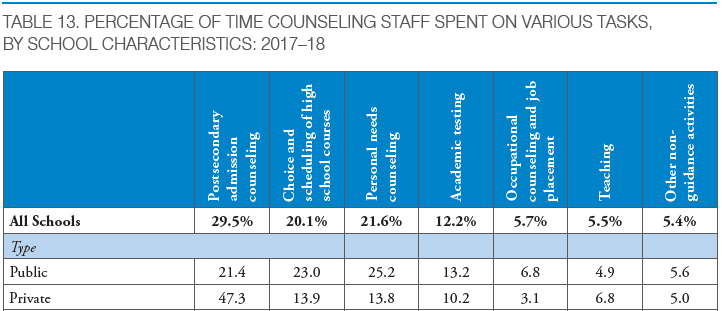 TABLE 13. PERCENTAGE OF TIME COUNSELING STAFF SPENT ON VARIOUS TASKS,
BY SCHOOL CHARACTERISTICS: 2017–18
Postsecondary
admission
counseling
Choice and
scheduling of high
school courses
Personal needs
counseling
Academic testing
Occupational
counseling and job
placement
Teaching
Other non-
guidance activities
All Schools 29.5% 20.1% 21.6% 12.2% 5.7% 5.5% 5.4%
Type
Public 21.4 23.0 25.2 13.2 6.8 4.9 5.6
Private 47.3 13.9 13.8 10.2 3.1 6.8 5.0